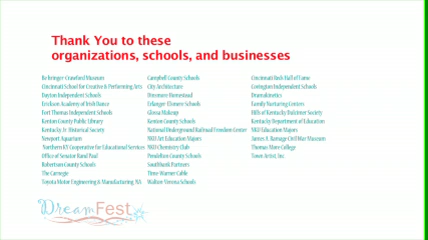 Thank You to these
organizations, schools, and businesses
Behringer-Crawford Museum
Cincinnati School for Creative & Performing Arts
Dayton Independent Schools
Erickson Academy of Irish Dance
Fort Thomas Independent Schools
Kenton County Public Library
Kentucky Jr. Historical Society
Newport Aquarium
Northern KY Cooperative for Educational Services
Office of Senator Rand Paul
Robertson County Schools
The Carnegie
Toyota Motor Engineering & Manufacturing NA
Campbell County Schools
City Architecture
Dinsmore Homestead
Erlanger-Elsmere Schools
Glossa Makeup
Kenton County Schools
National Underground Railroad Freedom Center
NKU Art Education Majors
NKU Chemistry Club
Pendleton County Schools
Southbank Partners
Time Warner Cable
Walton-Verona Schools
Cincinnati Rock Hall of Fame
Covington Independent Schools
Dramakinetics
Family Nurturing Centers
Hills of Kentucky Dulcimer Society
Kentucky Department of Education
NKU Education Majors
James A. Ramage Civil War Museum
Thomas More College
Town Artist, Inc
DreamFest